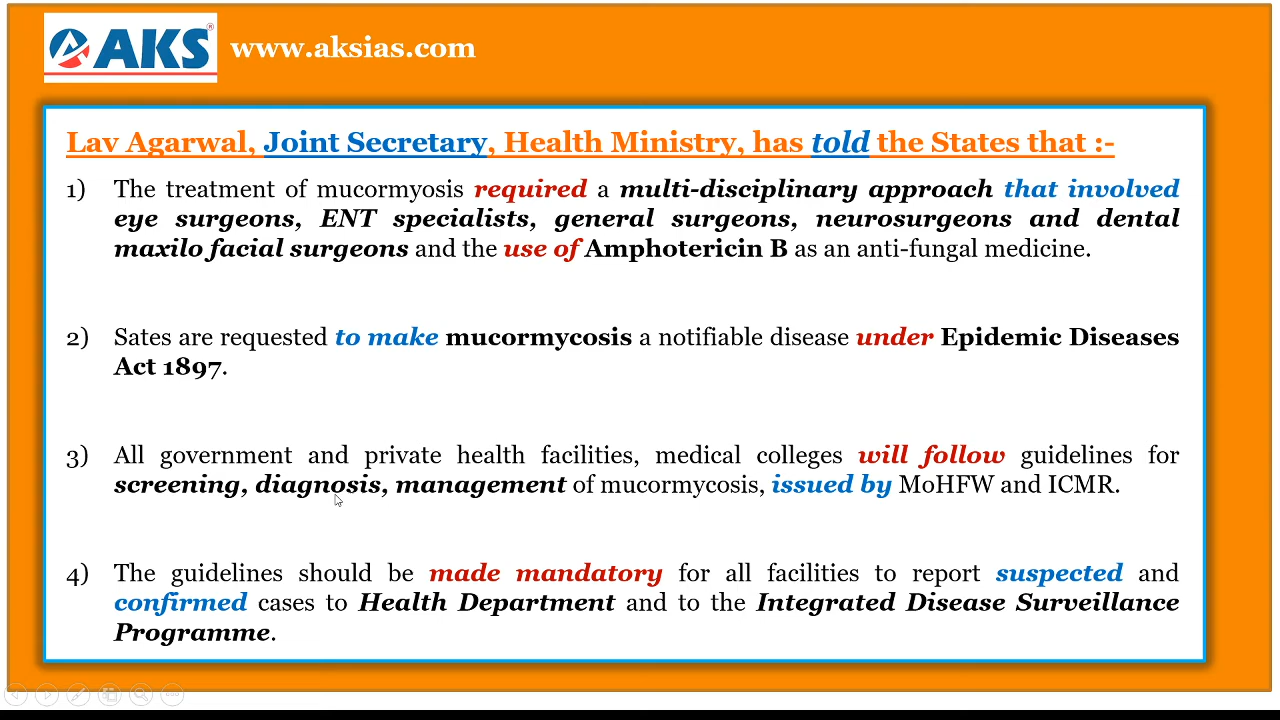 AKS www.aksias.com
Lav Agarwal, Joint Secretary, Health Ministry, has told the States that :-
1) The treatment of mucormyosis required a multi-disciplinary approach that involved
eye surgeons, ENT specialists, general surgeons, neurosurgeons and dental
maxilo facial surgeons and the use of Amphotericin B as an anti-fungal medicine.
2) Sates are requested to make mucormycosis a notifiable disease under Epidemic Diseases
Act 1897.
3) All government and private health facilities, medical colleges will follow guidelines for
screening, diagnosis, management of mucormycosis, issued by MoHFW and ICMR.
4) The guidelines should be made mandatory for all facilities to report suspected and
confirmed cases to Health Department and to the Integrated Disease Surveillance
Programme.